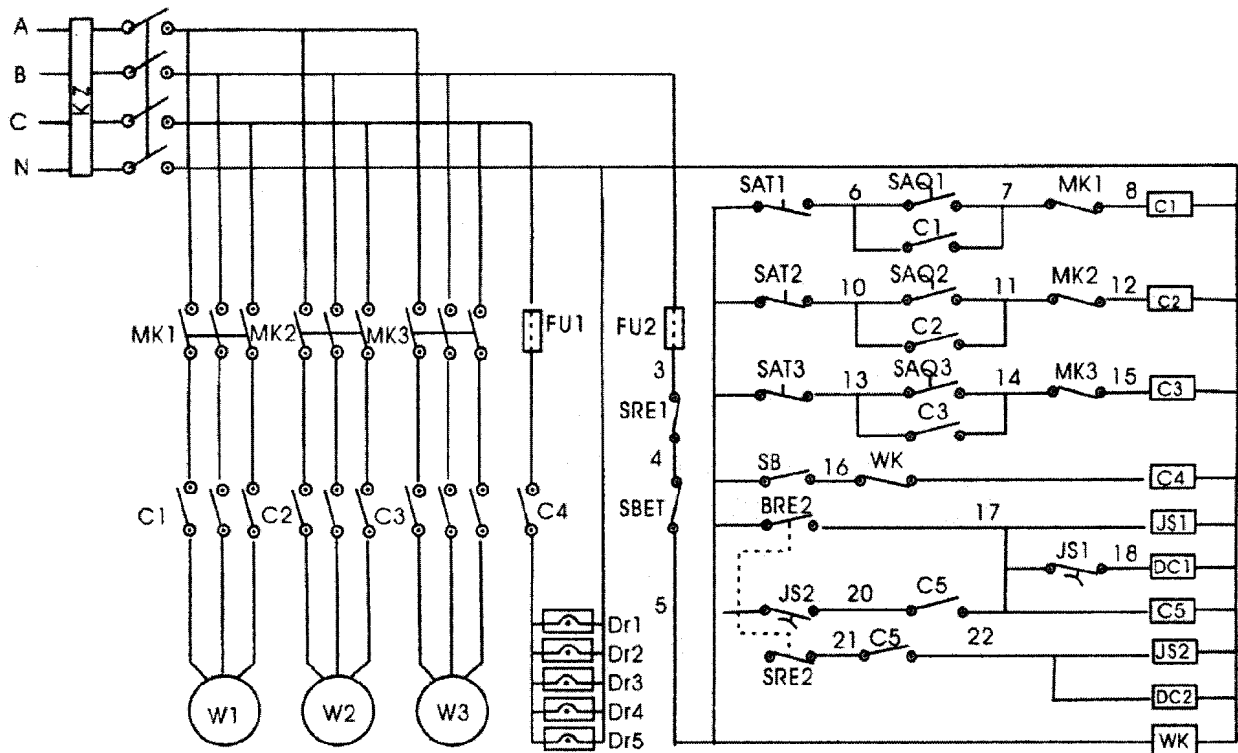 A
B
C
N
KZ
SAT1 6 SAQ1 7 MK1 8 C1
C1
SAT2 10 SAQ2 11 MK2 12 C2
C2
MK1 MK2 MK3 FU1 FU2
3
SAT3 13 SAQ3 14 MK3 15 C3
C3
SRE1
4
SB 16 WK C4
C1 C2 C3 C4 SBET
BRE2 17 JS1
JS1 18 DC1
5 JS2 20 C5 C5
Dr1
Dr2
SRE2 21 C5 22 JS2
Dr3
DC2
W1 W2 W3 Dr4
Dr5 WK